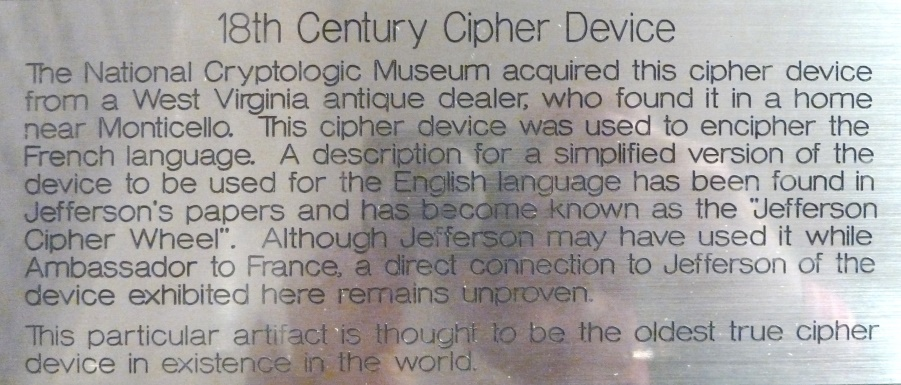 18th Century Cipher Device
The National Cryptologic Museum acquired this cipher device
from a West Virginia antique dealer, who found it in a home
near Monticello. This cipher device was used to encipher the
French language. A description for a simplified version of the
device to be used for the English language has been found in
Jefferson's papers and has become known as the "Jefferson
Cipher Wheel". Although Jefferson may have used it while
Ambassador to France, a direct connection to Jefferson of the
device exhibited here remains unproven.
This particular artifact is thought to be the oldest true cipher
device in existence in the world.